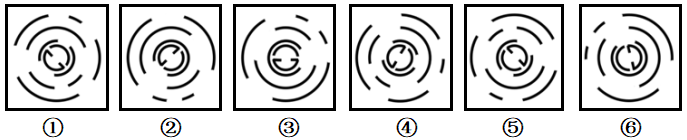 ① ② ③ ④ ⑤ ⑥